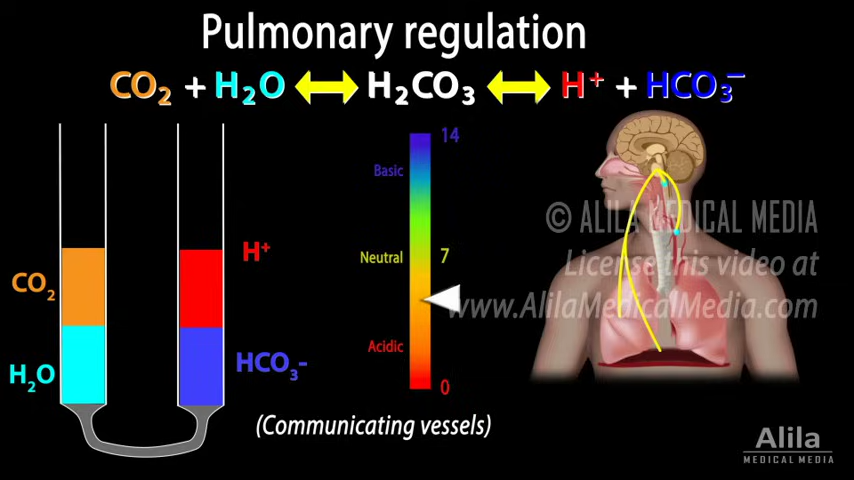 Pulmonary regulation
CO₂ + H₂O ⟷ H₂CO₃ ⟷ H⁺ + HCO₃⁻
14
Basic
H⁺
Neutral
7
CO₂
Acidic
HCO₃-
H₂O
0
(Communicating vessels)
© ALILA MEDICAL MEDIA
License this video at
www.AlilaMedicalMedia.com
Alila
MEDICAL MEDIA